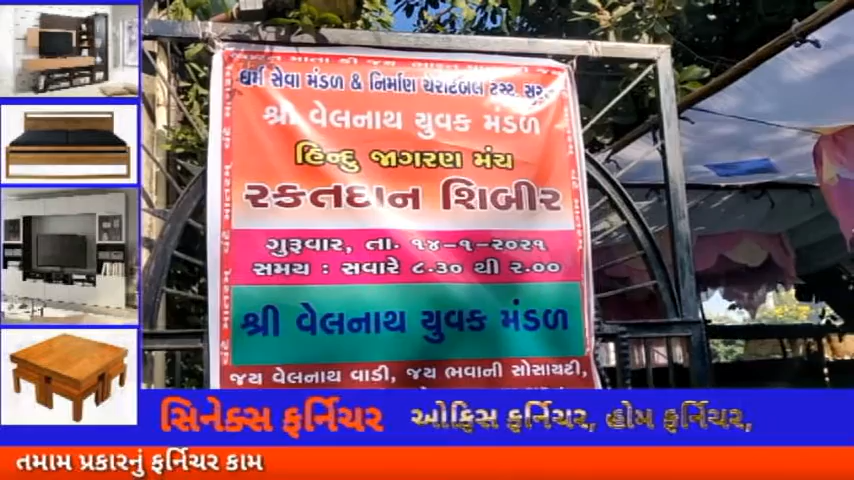 ધર્મ સેવા મંડળ & નિર્માણ ચેરીટેબલ ટ્રસ્ટ, સુરત
શ્રી વેલનાથ યુવક મંડળ
હિન્દુ જાગરણ મંચ
રકતદાન શિબીર
ગુરૂવાર, તા. ૧૪-૧-૨૦૨૧
સમય : સવારે ૮.૩૦ થી ૨.૦૦
શ્રી વેલનાથ યુવક મંડળ
જય વેલનાથ વાડી, જય ભવાની સોસાયટી,
સિનેક્સ ફર્નિચર ઓફિસ ફર્નિચર, હોમ ફર્નિચર,
તમામ પ્રકારનું ફર્નિચર કામ